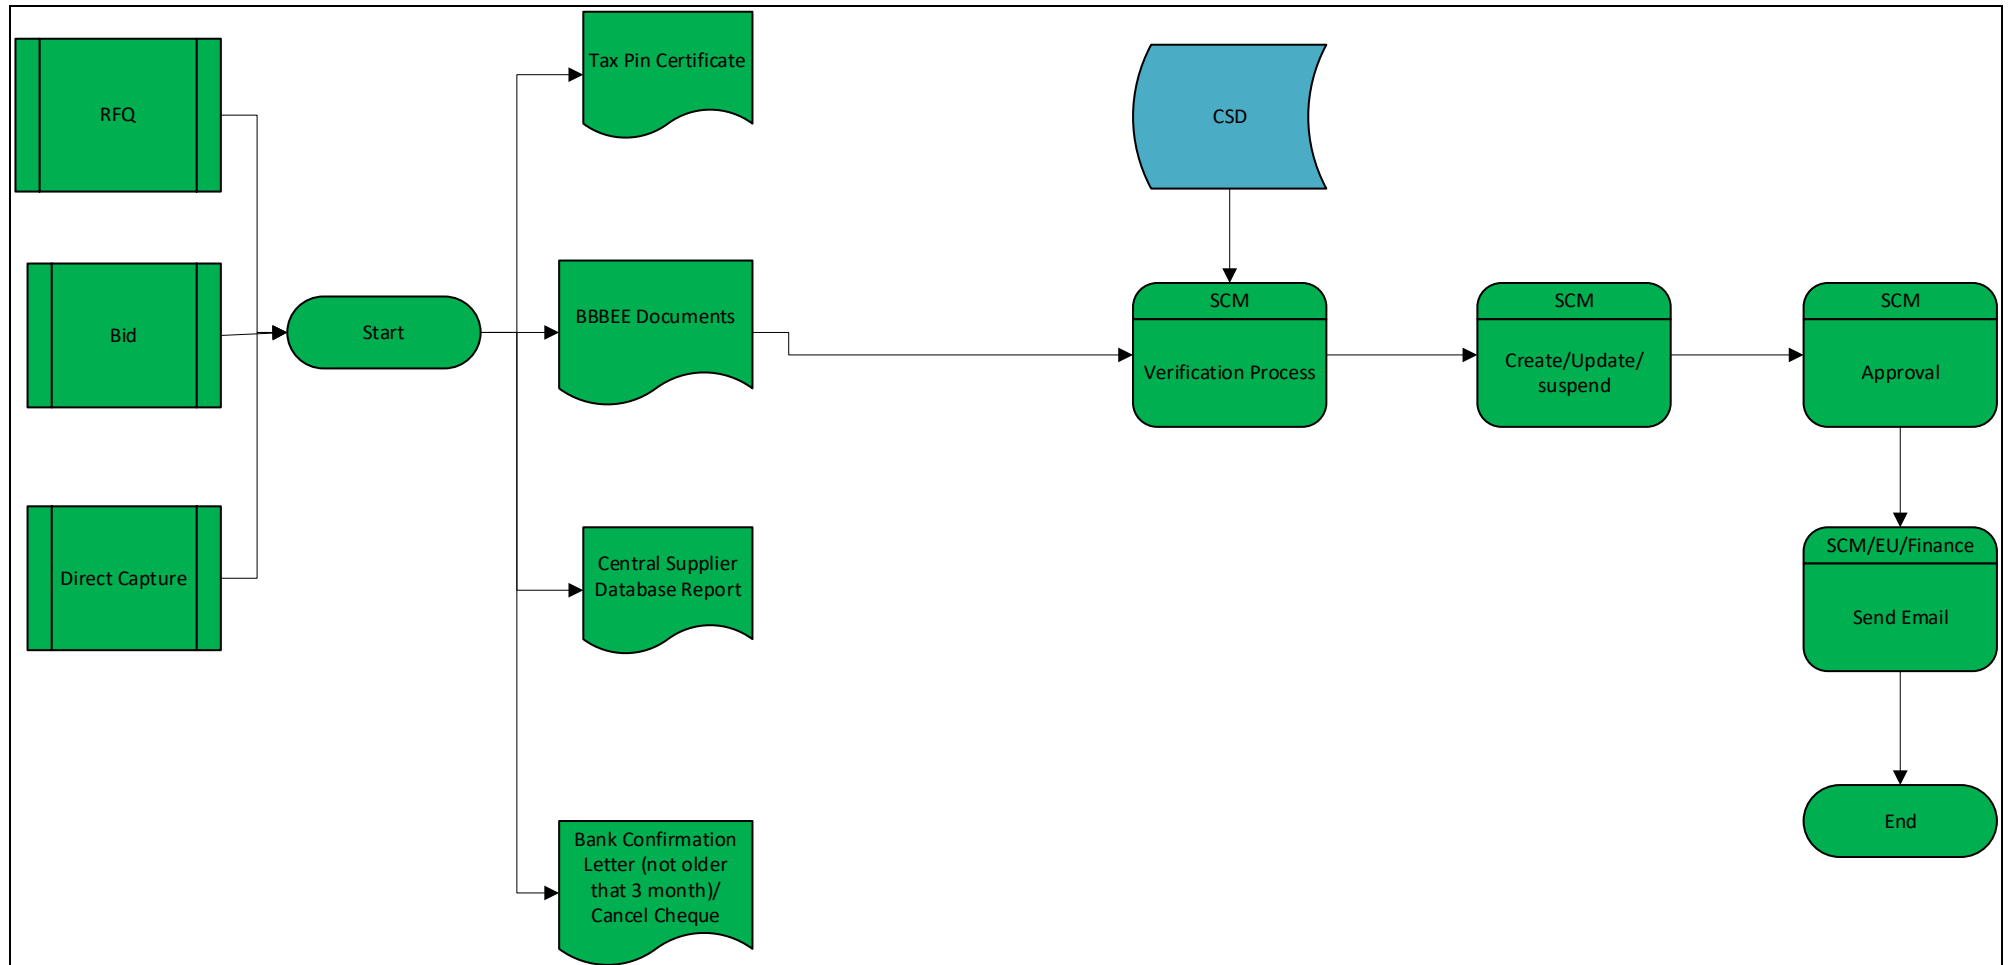 RFQ
Bid
Direct Capture
Start
Tax Pin Certificate
BBBEE Documents
Central Supplier
Database Report
Bank Confirmation
Letter (not older
that 3 month)/
Cancel Cheque
CSD
SCM
Verification Process
SCM
Create/Update/
suspend
SCM
Approval
SCM/EU/Finance
Send Email
End